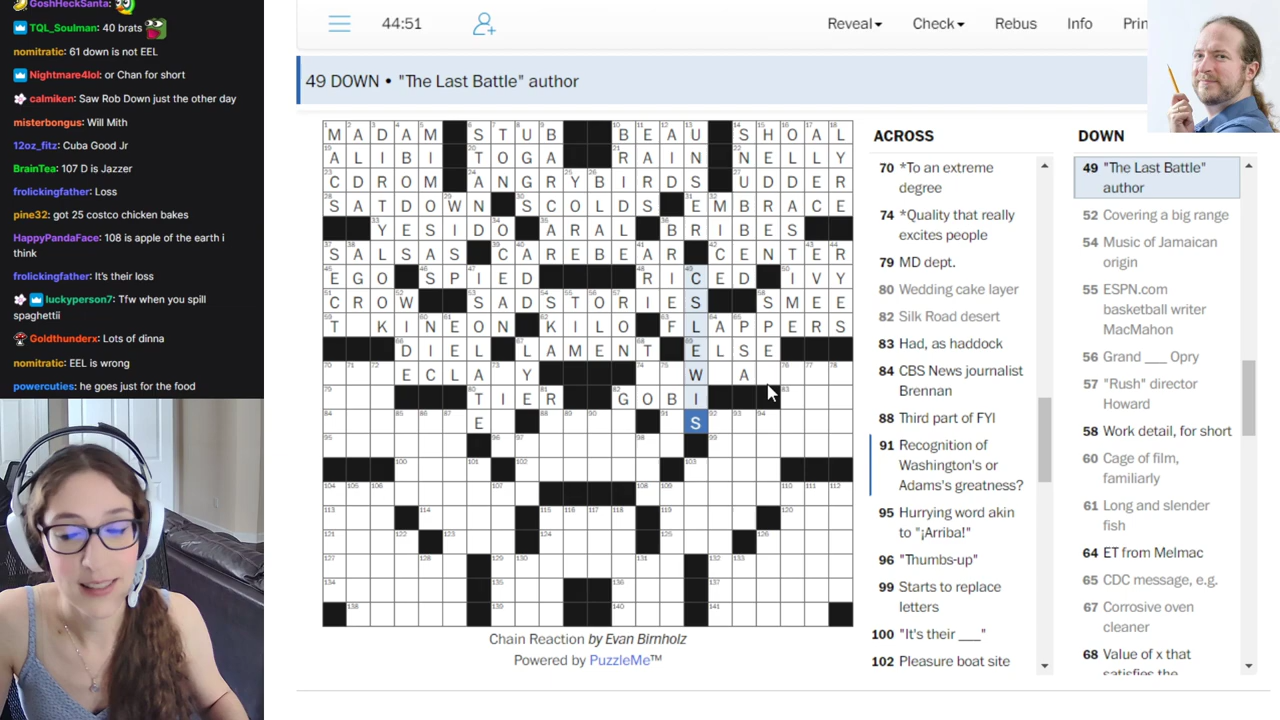 GoshHeckSanta:
TQL_Soulman: 40 brats
nomitratic: 61 down is not EEL
Nightmare4lol: or Chan for short
calmiken: Saw Rob Down just the other day
misterbongus: Will Mith
12oz_fitz: Cuba Good Jr
BrainTea: 107 D is Jazzer
frolickingfather: Loss
pine32: got 25 costco chicken bakes
HappyPandaFace: 108 is apple of the earth i
think
frolickingfather: It's their loss
luckyperson7: Tfw when you spill
spaghettii
Goldthunderx: Lots of dinna
nomitratic: EEL is wrong
powercuties: he goes just for the food
44:51
Reveal
Check
Rebus
Info
49 DOWN • "The Last Battle" author
MADAM STUB BEAU SHOAL
ALIBI TOGA RAIN NELLY
CDROM ANGRYBIRDS UDDER
SATDOWN SCOLDS EMBRACE
YESIDO ARAL BRIBES
SALSAS CAREBEAR CENTER
EGO SPIED RICED IVY
CROW SADSTORIES SMEE
T KINEON KILO FLAPPERS
DIEL LAMENT ELSE
ECLA Y W A
TIER GOBI
E S
Chain Reaction by Evan Birnholz
Powered by PuzzleMe™
ACROSS
70 *To an extreme
degree
74 *Quality that really
excites people
79 MD dept.
80 Wedding cake layer
82 Silk Road desert
83 Had, as haddock
84 CBS News journalist
Brennan
88 Third part of FYI
91 Recognition of
Washington's or
Adams's greatness?
95 Hurrying word akin
to "¡Arriba!"
96 "Thumbs-up"
99 Starts to replace
letters
100 "It's their ___"
102 Pleasure boat site
DOWN
49 "The Last Battle"
author
52 Covering a big range
54 Music of Jamaican
origin
55 ESPN.com
basketball writer
MacMahon
56 Grand ___ Opry
57 "Rush" director
Howard
58 Work detail, for short
60 Cage of film,
familiarly
61 Long and slender
fish
64 ET from Melmac
65 CDC message, e.g.
67 Corrosive oven
cleaner
68 Value of x that